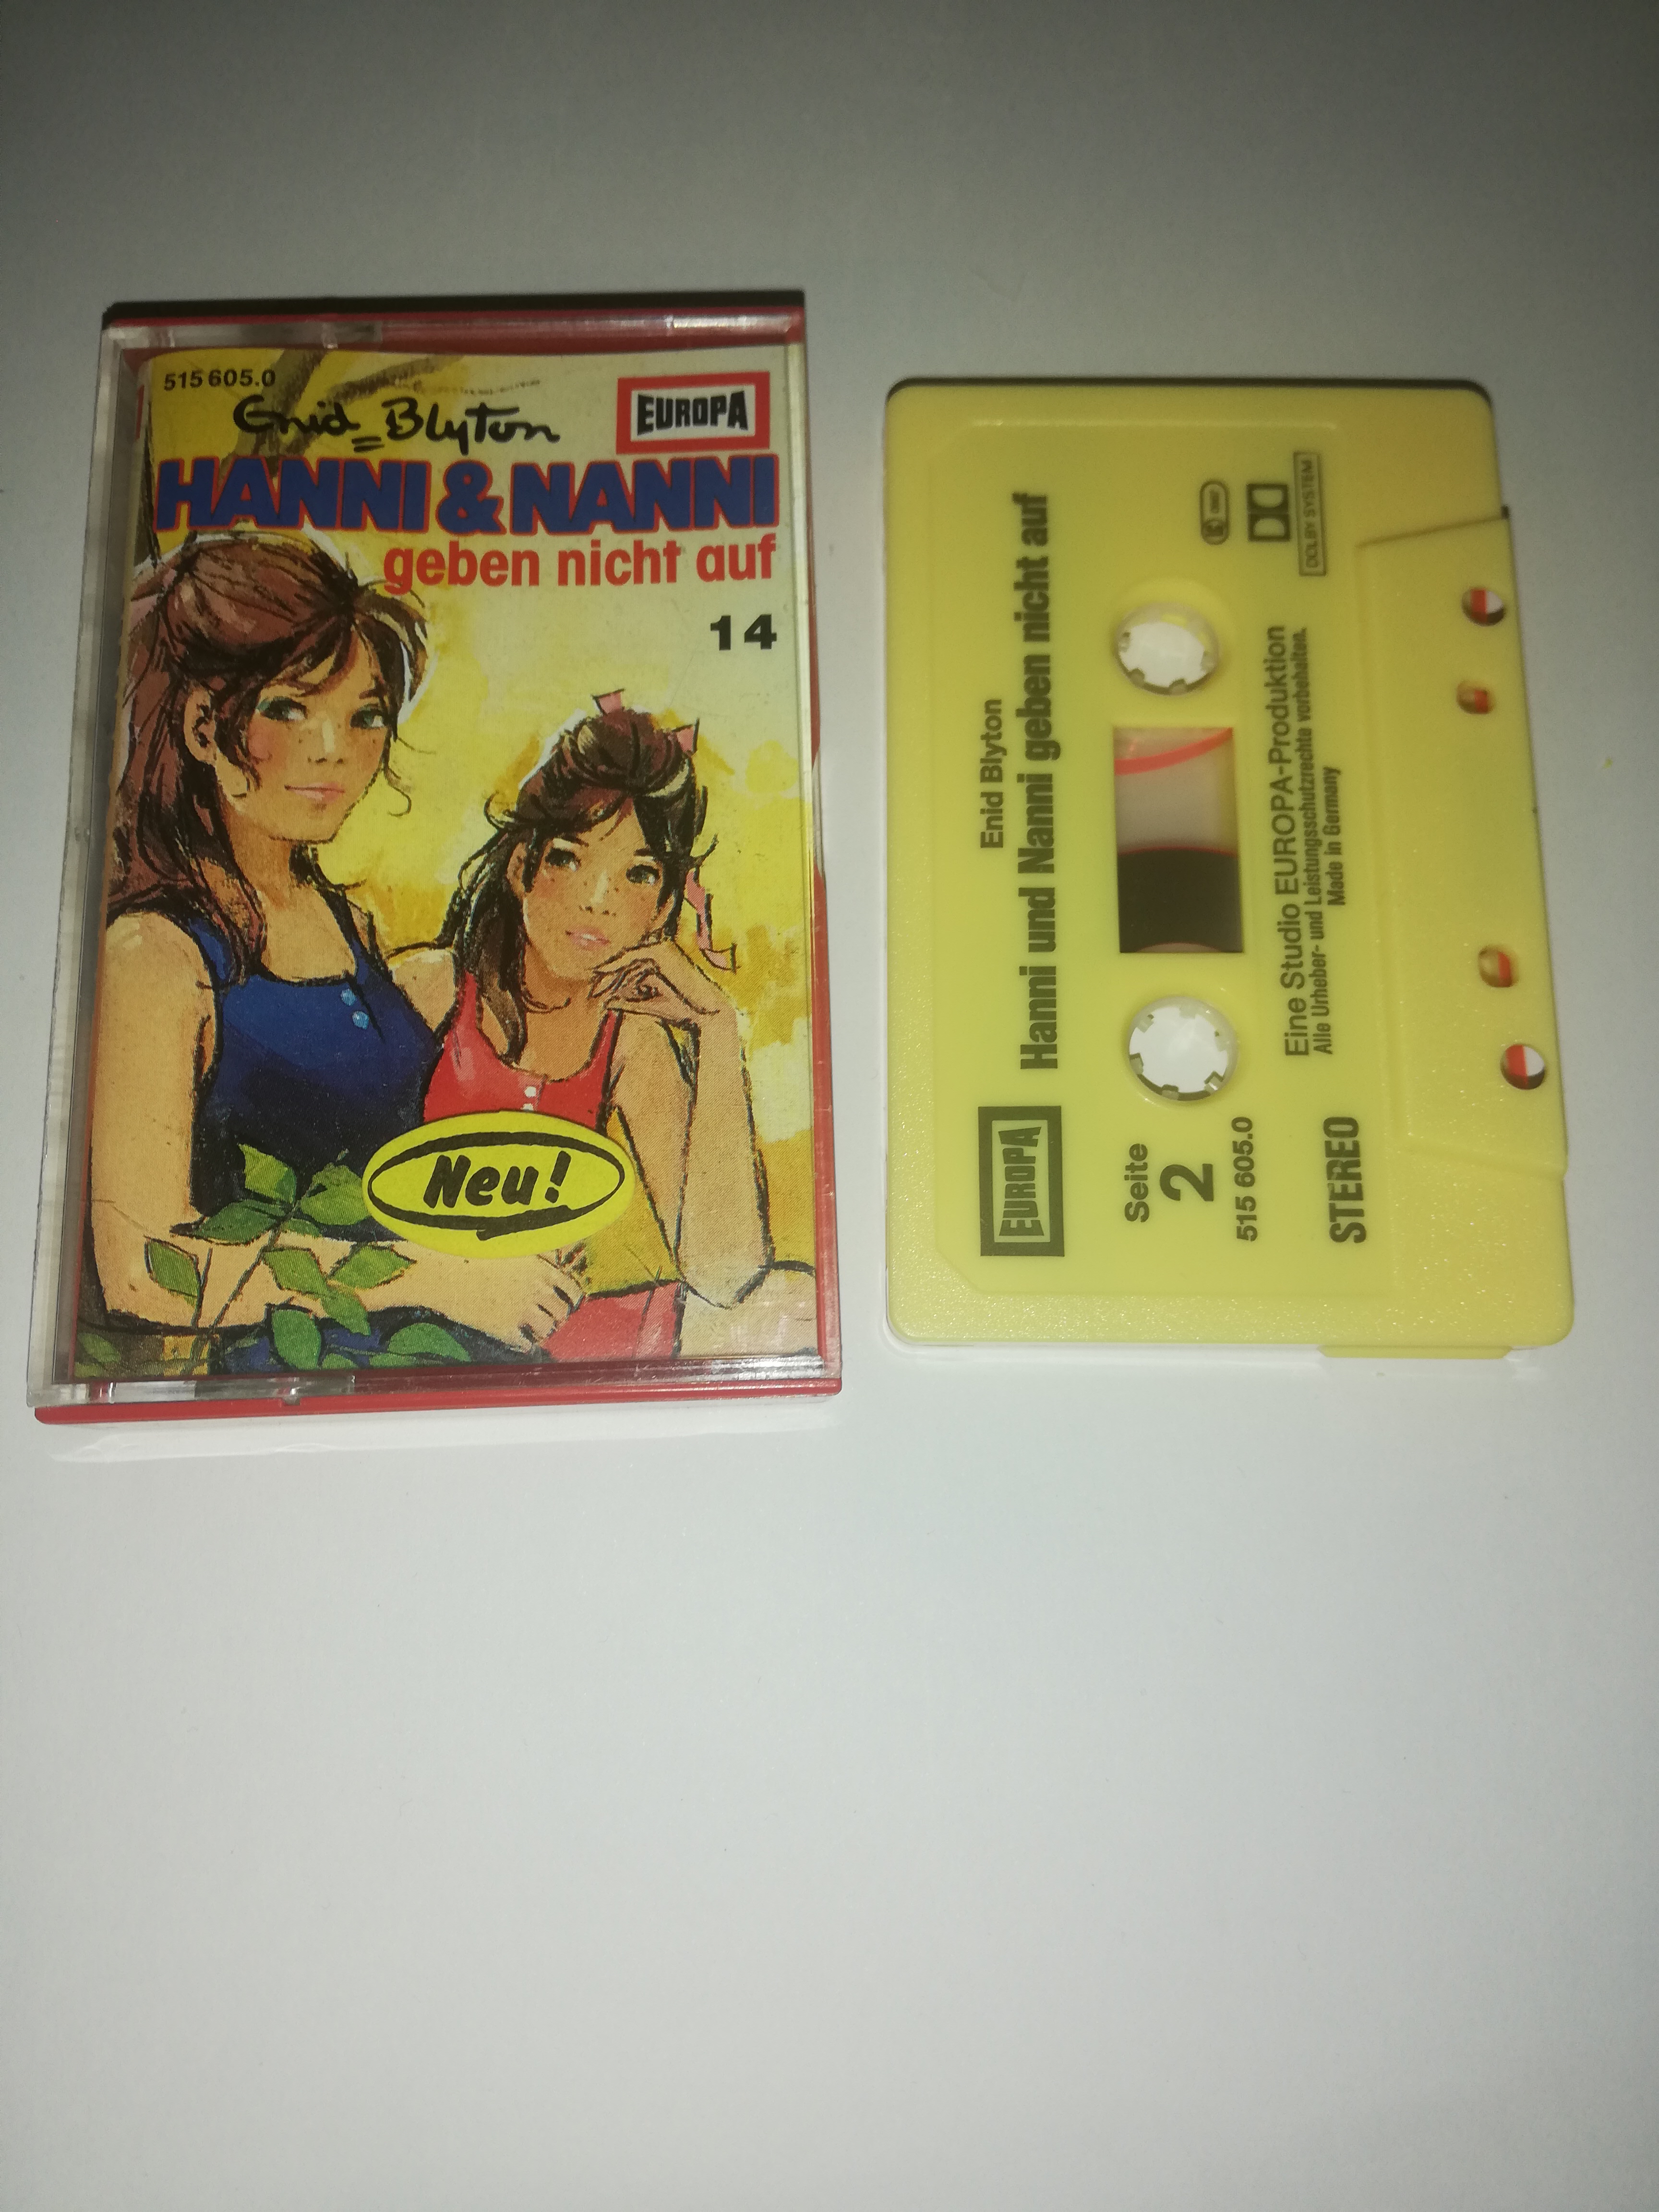 515 605.0
Enid Blyton
EUROPA
HANNI & NANNI
geben nicht auf
14
Neu!
Enid Blyton
Hanni und Nanni geben nicht auf
EUROPA
Seite
2
515 605.0
STEREO
Eine Studio EUROPA-Produktion
Alle Urheber- und Leistungsschutzrechte vorbehalten.
Made in Germany
DOLBY SYSTEM